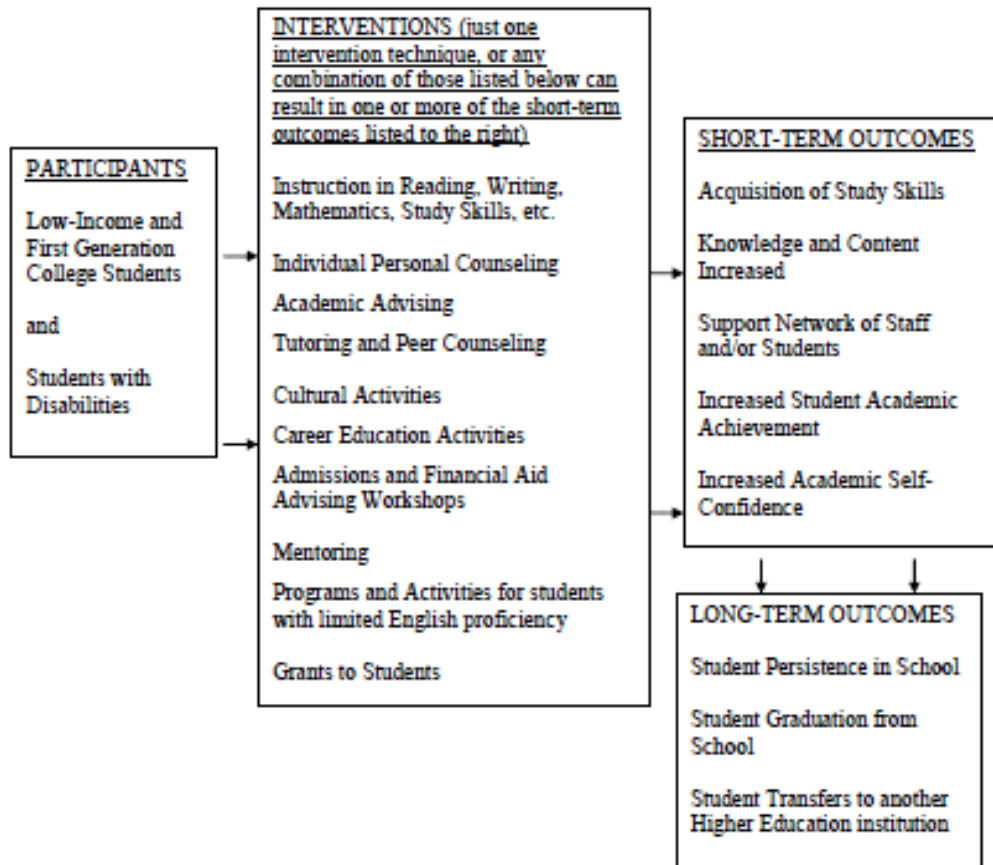 PARTICIPANTS
Low-Income and
First Generation
College Students
and
Students with
Disabilities
INTERVENTIONS (just one
intervention technique, or any
combination of those listed below can
result in one or more of the short-term
outcomes listed to the right)
Instruction in Reading, Writing,
Mathematics, Study Skills, etc.
Individual Personal Counseling
Academic Advising
Tutoring and Peer Counseling
Cultural Activities
Career Education Activities
Admissions and Financial Aid
Advising Workshops
Mentoring
Programs and Activities for students
with limited English proficiency
Grants to Students
SHORT-TERM OUTCOMES
Acquisition of Study Skills
Knowledge and Content
Increased
Support Network of Staff
and/or Students
Increased Student Academic
Achievement
Increased Academic Self-
Confidence
LONG-TERM OUTCOMES
Student Persistence in School
Student Graduation from
School
Student Transfers to another
Higher Education institution